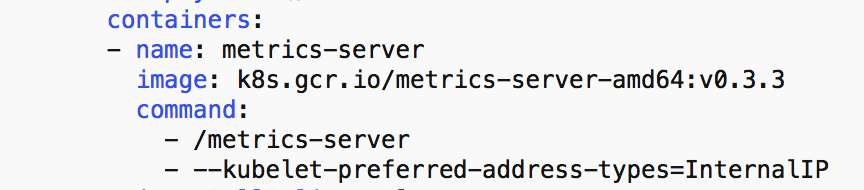 containers:
- name: metrics-server
image: k8s.gcr.io/metrics-server-amd64:v0.3.3
command:
- /metrics-server
- --kubelet-preferred-address-types=InternalIP